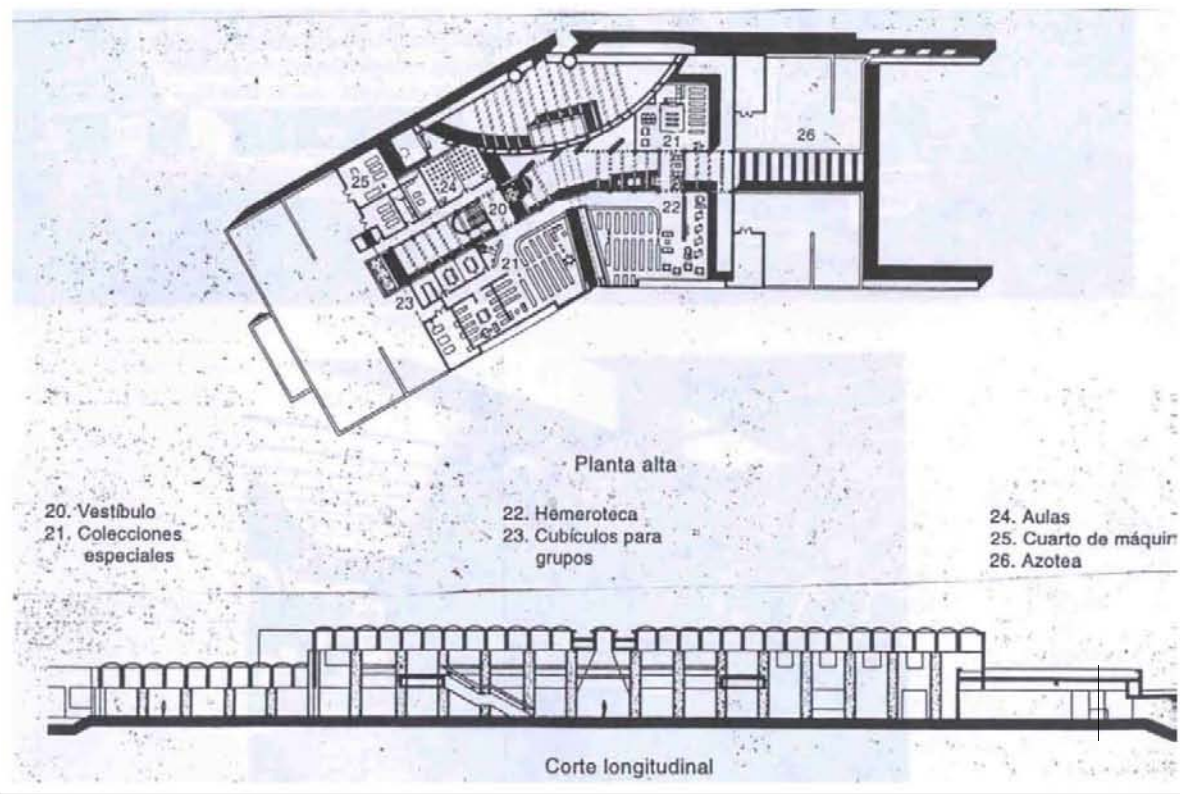 26
21
25
24
20
22
21
23
Planta alta
20. Vestíbulo
21. Colecciones
especiales
22. Hemeroteca
23. Cubículos para
grupos
24. Aulas
25. Cuarto de máquin
26. Azotea
Corte longitudinal